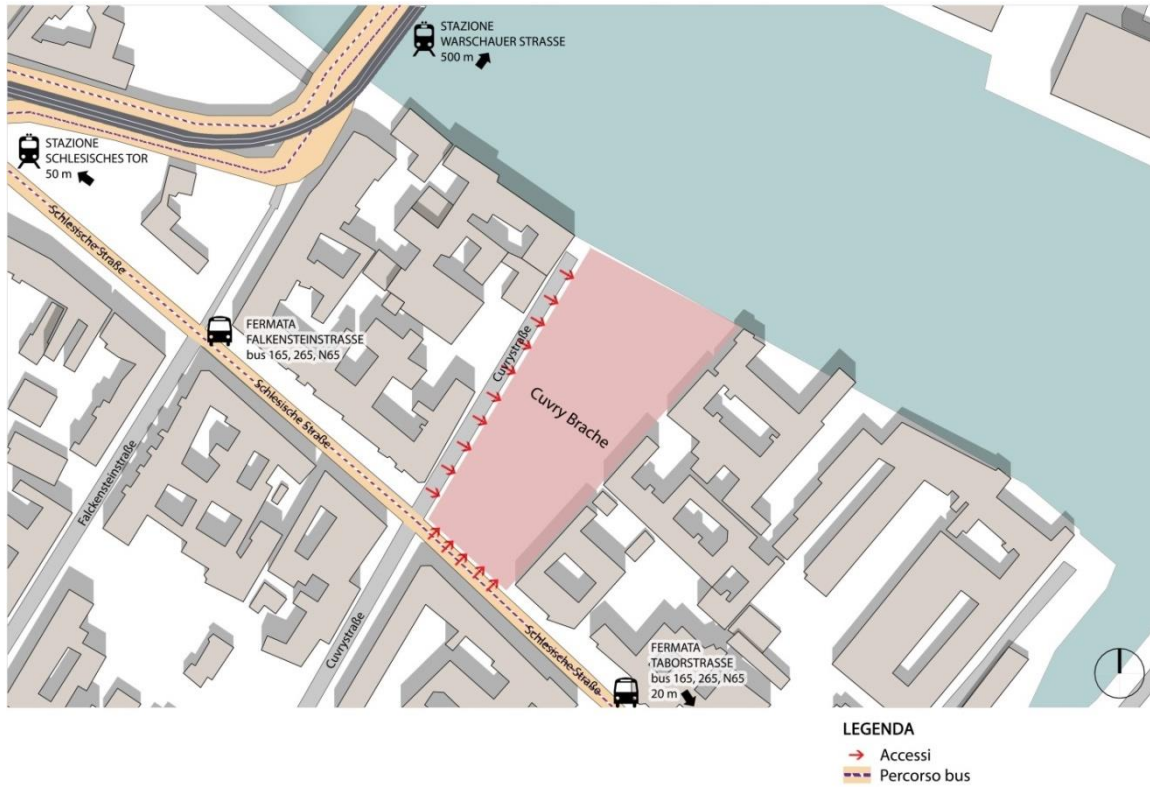 STAZIONE
WARSCHAUER STRASSE
500 m
STAZIONE
SCHLESISCHES TOR
50 m
Schlesische Straße
FERMATA
FALKENSTEINSTRASSE
bus 165, 265, N65
Cuvrystraße
Schlesische Straße
Cuvry Brache
Falckensteinstraße
Cuvrystraße
Schlesische Straße
FERMATA
TABORSTRASSE
bus 165, 265, N65
20 m
LEGENDA
Accessi
Percorso bus